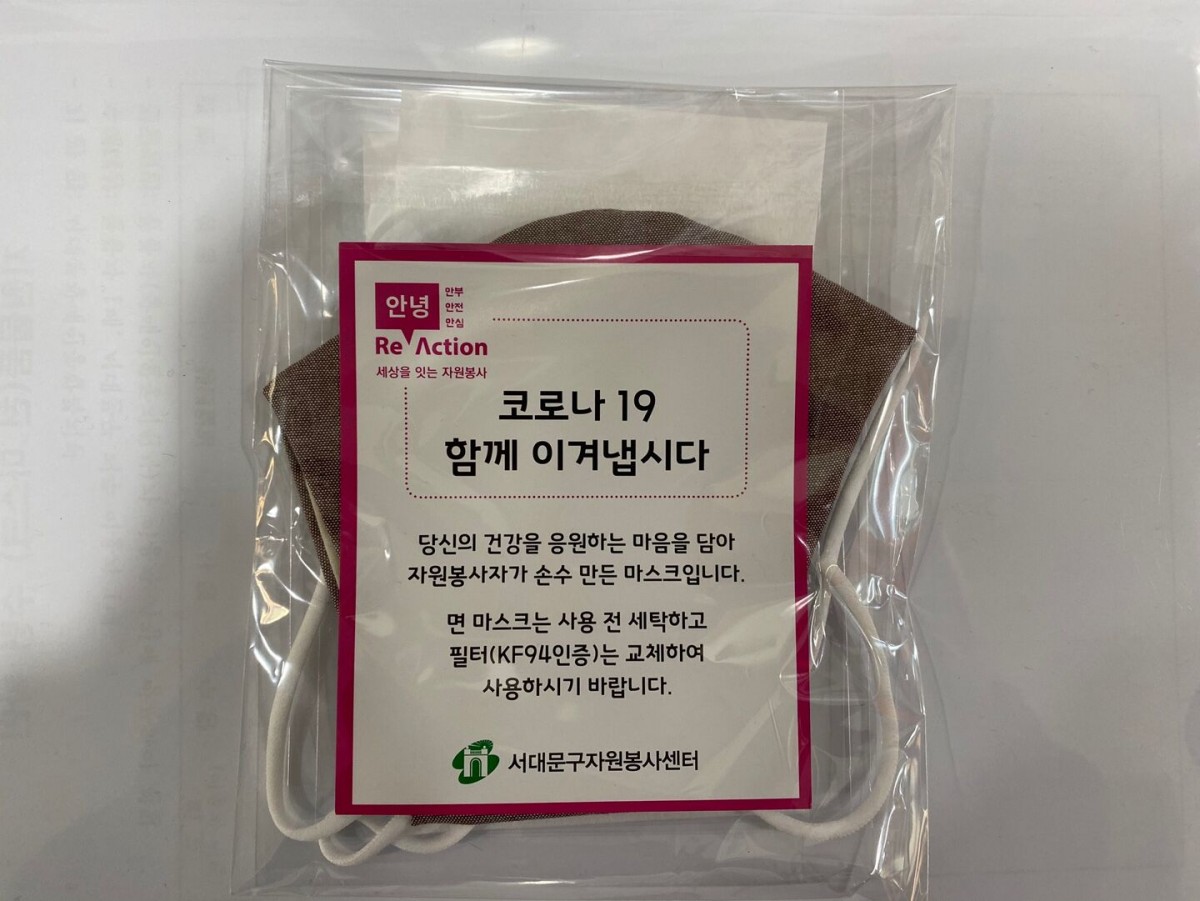 안녕
안부
안전
안심
Re Action
세상을 잇는 자원봉사
코로나 19
함께 이겨냅시다
당신의 건강을 응원하는 마음을 담아
자원봉사자가 손수 만든 마스크입니다.
면 마스크는 사용 전 세탁하고
필터(KF94인증)는 교체하여
사용하시기 바랍니다.
서대문구자원봉사센터